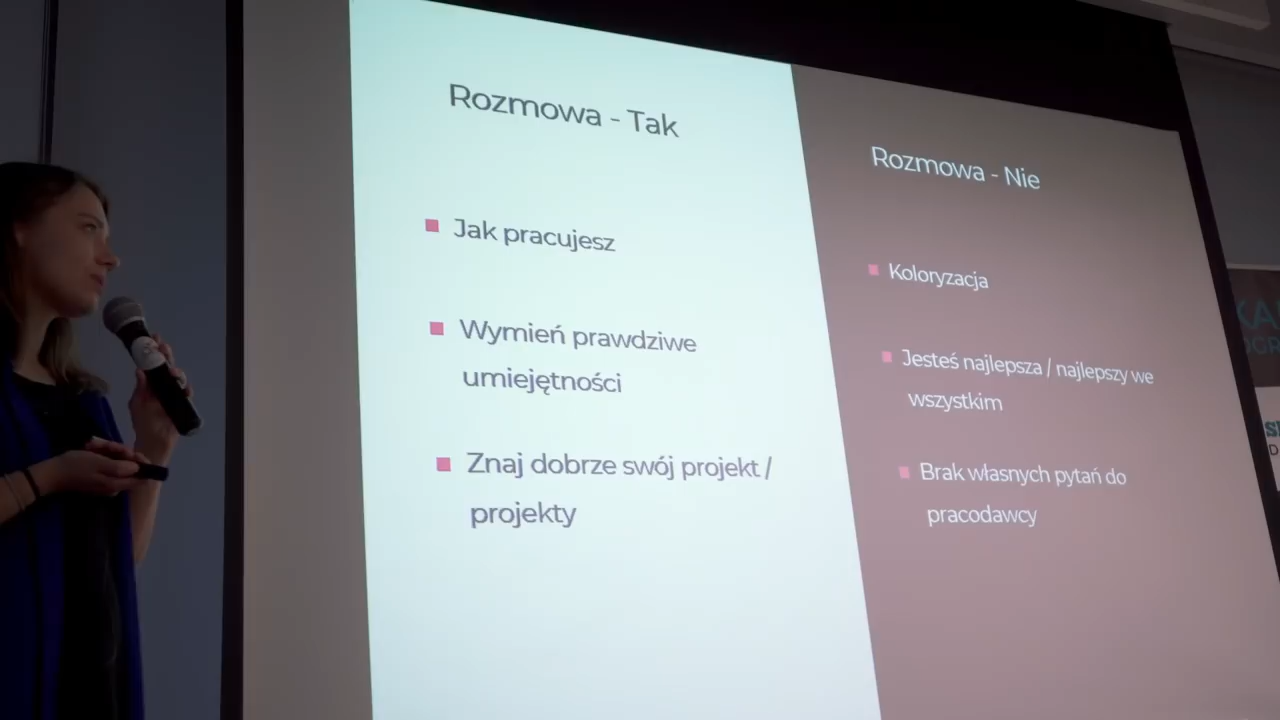 Rozmowa - Tak
Jak pracujesz
Wymień prawdziwe
umiejętności
Znaj dobrze swój projekt /
projekty
Rozmowa - Nie
Koloryzacja
Jesteś najlepsza / najlepszy we
wszystkim
Brak własnych pytań do
pracodawcy